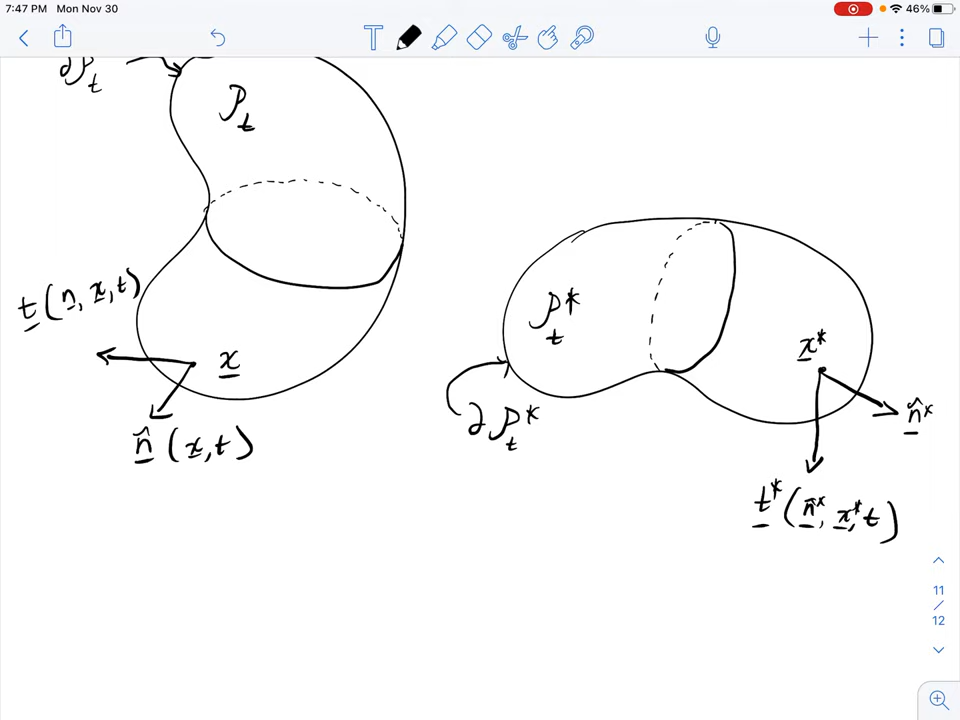 7:47 PM Mon Nov 30
46%
∂𝒫_t
𝒫_t
t(n, x, t)
x
n̂(x,t)
𝒫*_t
∂𝒫*_t
x*
n̂*
t*(n̂*, x*, t)
T
11
/
12